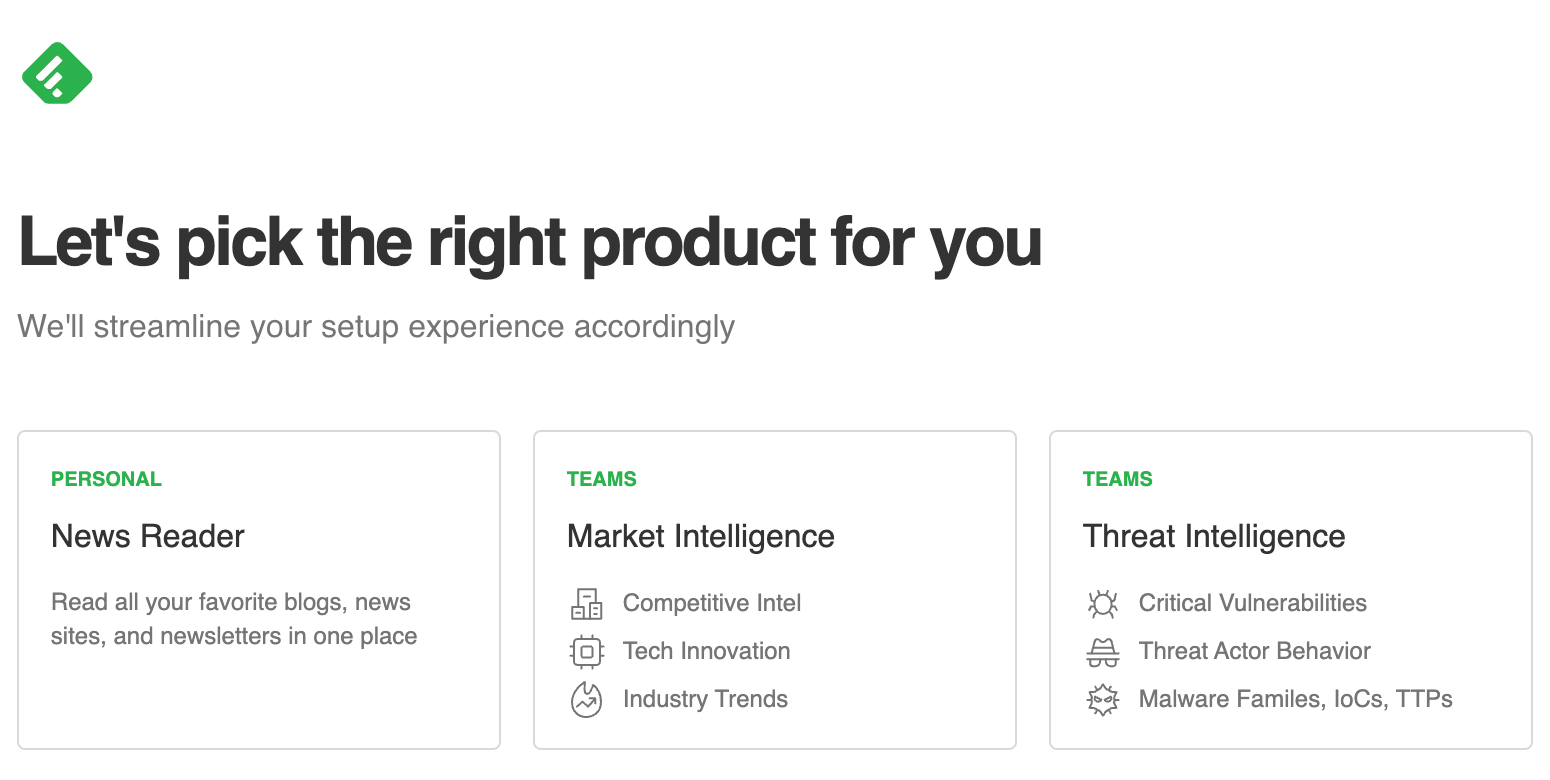 Let's pick the right product for you
We'll streamline your setup experience accordingly
PERSONAL
News Reader
Read all your favorite blogs, news
sites, and newsletters in one place
TEAMS
Market Intelligence
Competitive Intel
Tech Innovation
Industry Trends
TEAMS
Threat Intelligence
Critical Vulnerabilities
Threat Actor Behavior
Malware Familes, IoCs, TTPs